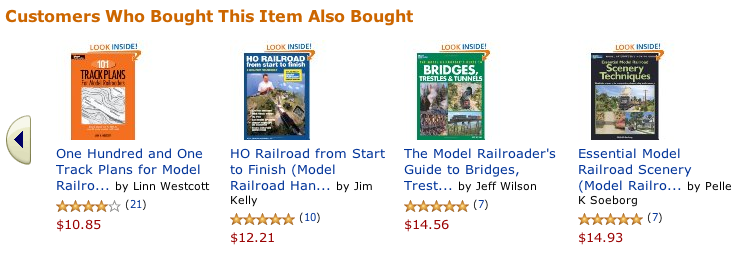 Customers Who Bought This Item Also Bought
LOOK INSIDE!
101
TRACK PLANS
For Model Railroaders
One Hundred and One
Track Plans for Model
Railro... by Linn Westcott
(21)
$10.85
LOOK INSIDE!
HO RAILROAD
from start to finish
HO Railroad from Start
to Finish (Model
Railroad Han... by Jim
Kelly
(10)
$12.21
LOOK INSIDE!
BRIDGES,
TRESTLES & TUNNELS
The Model Railroader's
Guide to Bridges,
Trest... by Jeff Wilson
(7)
$14.56
LOOK INSIDE!
Essential Model Railroad
Scenery
Techniques
Essential Model
Railroad Scenery
(Model Railro... by Pelle
K Soeborg
(7)
$14.93